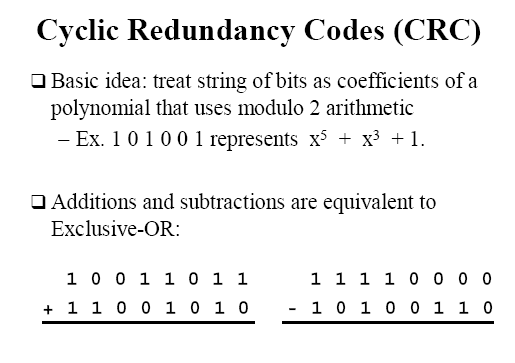 Cyclic Redundancy Codes (CRC)
❑ Basic idea: treat string of bits as coefficients of a
polynomial that uses modulo 2 arithmetic
– Ex. 1 0 1 0 0 1 represents x⁵ + x³ + 1.
❑ Additions and subtractions are equivalent to
Exclusive-OR:
1 0 0 1 1 0 1 1 1 1 1 1 0 0 0 0
+ 1 1 0 0 1 0 1 0 - 1 0 1 0 0 1 1 0